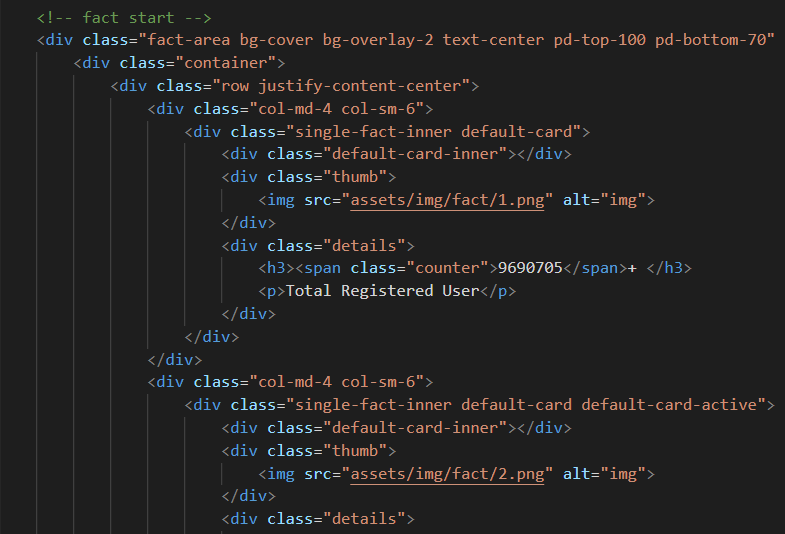 <!-- fact start -->
<div class="fact-area bg-cover bg-overlay-2 text-center pd-top-100 pd-bottom-70"
<div class="container">
<div class="row justify-content-center">
<div class="col-md-4 col-sm-6">
<div class="single-fact-inner default-card">
<div class="default-card-inner"></div>
<div class="thumb">
<img src="assets/img/fact/1.png" alt="img">
</div>
<div class="details">
<h3><span class="counter">9690705</span>+ </h3>
<p>Total Registered User</p>
</div>
</div>
</div>
<div class="col-md-4 col-sm-6">
<div class="single-fact-inner default-card default-card-active">
<div class="default-card-inner"></div>
<div class="thumb">
<img src="assets/img/fact/2.png" alt="img">
</div>
<div class="details">